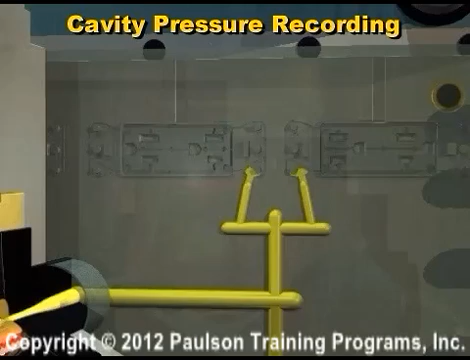 Cavity Pressure Recording
Copyright © 2012 Paulson Training Programs, Inc.